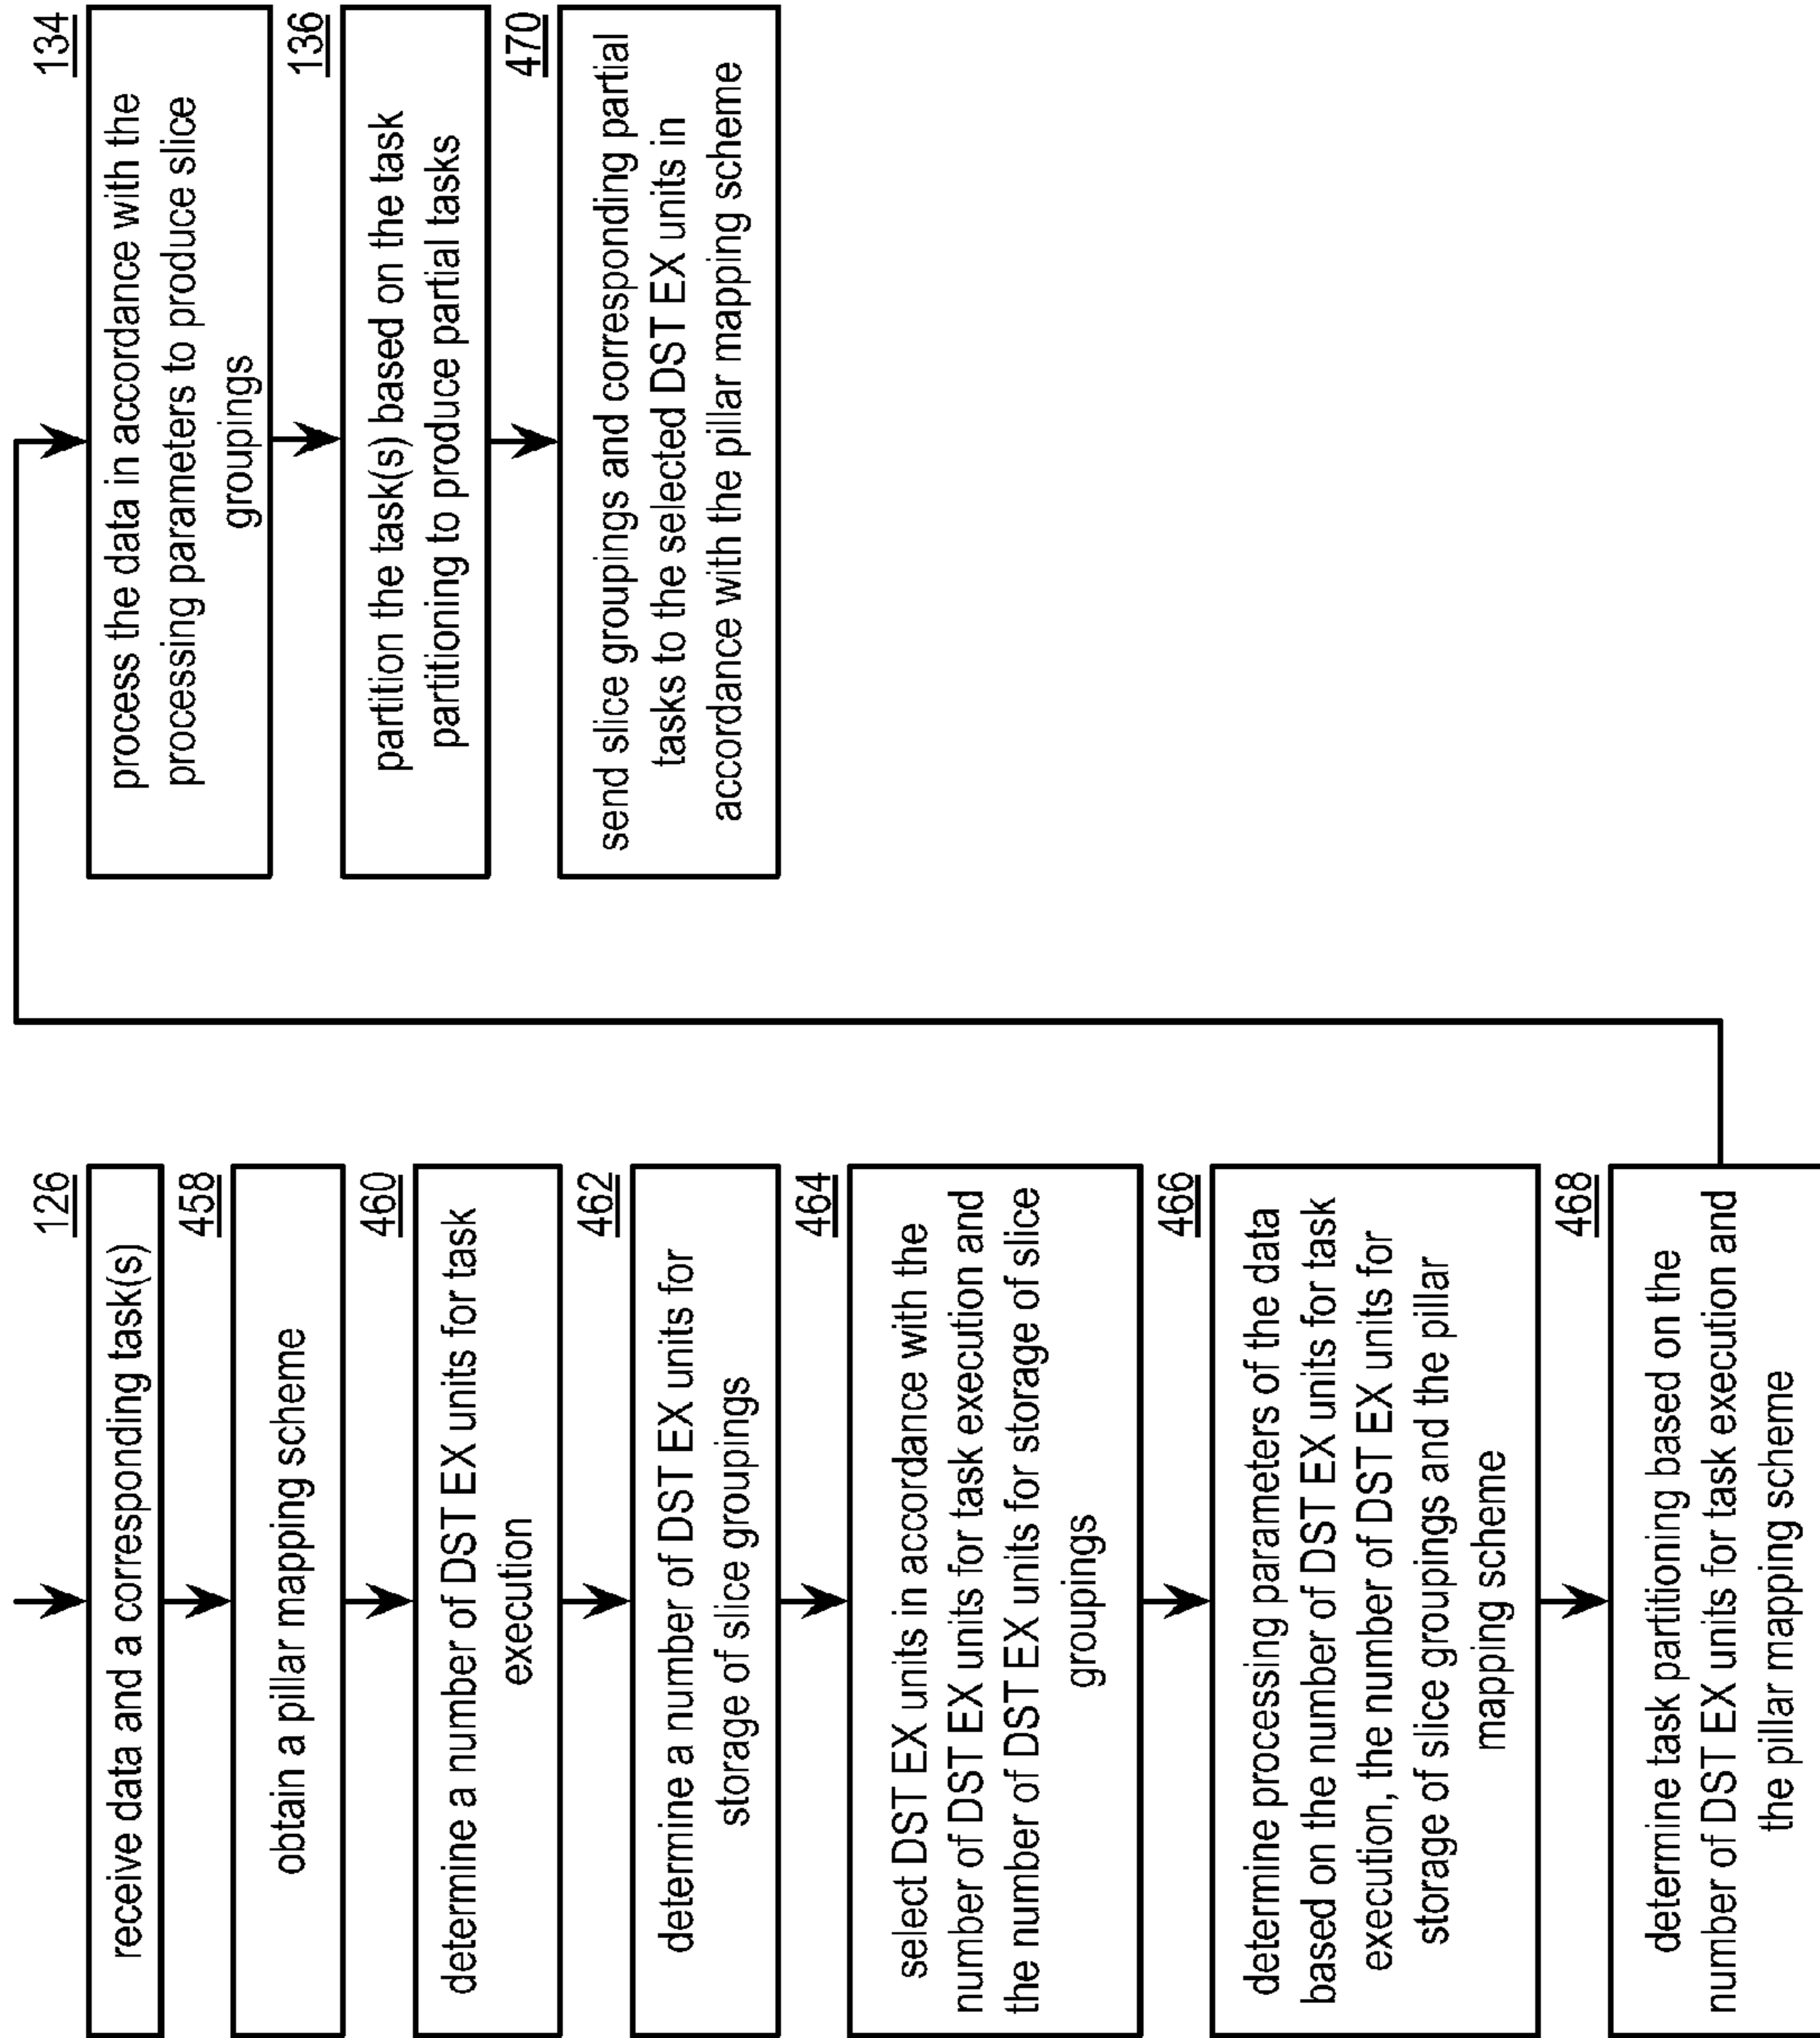 126
receive data and a corresponding task(s)
458
obtain a pillar mapping scheme
460
determine a number of DST EX units for task
execution
462
determine a number of DST EX units for
storage of slice groupings
464
select DST EX units in accordance with the
number of DST EX units for task execution and
the number of DST EX units for storage of slice
groupings
466
determine processing parameters of the data
based on the number of DST EX units for task
execution, the number of DST EX units for
storage of slice groupings and the pillar
mapping scheme
468
determine task partitioning based on the
number of DST EX units for task execution and
the pillar mapping scheme
134
process the data in accordance with the
processing parameters to produce slice
groupings
136
partition the task(s) based on the task
partitioning to produce partial tasks
470
send slice groupings and corresponding partial
tasks to the selected DST EX units in
accordance with the pillar mapping scheme